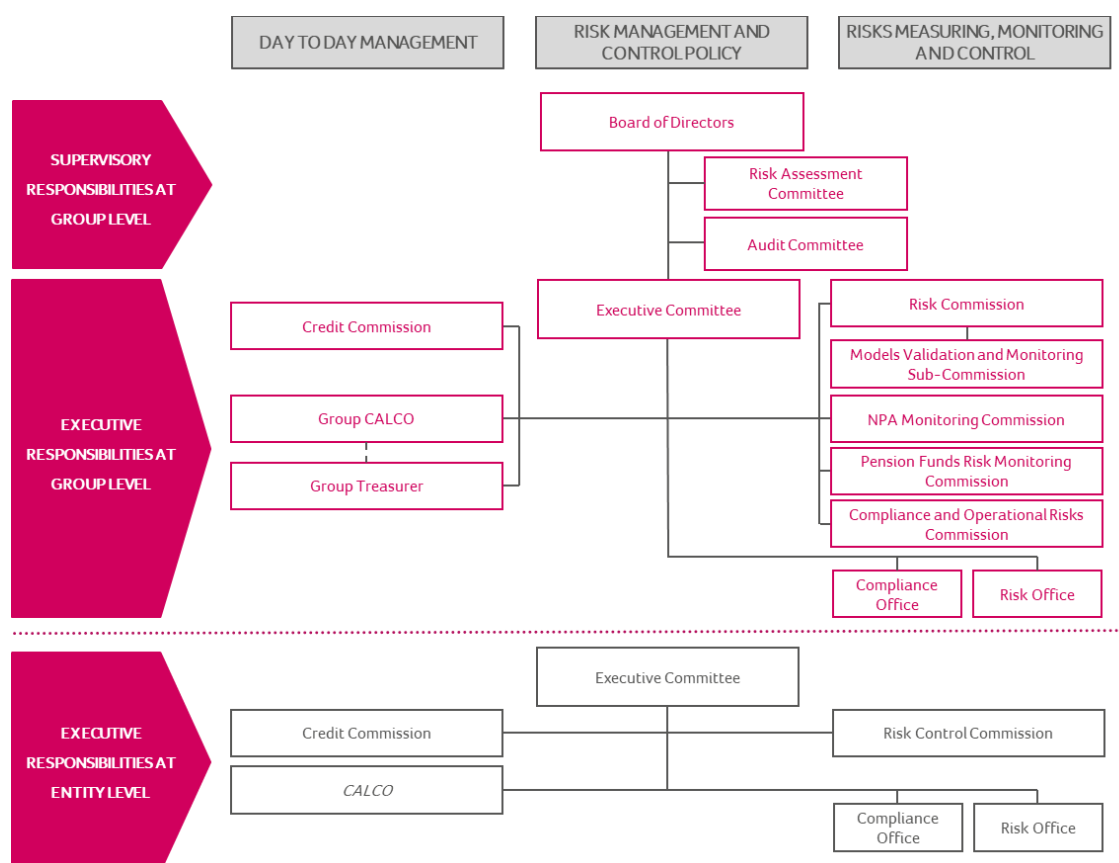 DAY TO DAY MANAGEMENT
RISK MANAGEMENT AND
CONTROL POLICY
RISKS MEASURING, MONITORING
AND CONTROL
SUPERVISORY
RESPONSIBILITIES AT
GROUP LEVEL
Board of Directors
Risk Assessment
Committee
Audit Committee
EXECUTIVE
RESPONSIBILITIES AT
GROUP LEVEL
Credit Commission
Group CALCO
Group Treasurer
Executive Committee
Risk Commission
Models Validation and Monitoring
Sub-Commission
NPA Monitoring Commission
Pension Funds Risk Monitoring
Commission
Compliance and Operational Risks
Commission
Compliance
Office
Risk Office
EXECUTIVE
RESPONSIBILITIES AT
ENTITY LEVEL
Executive Committee
Credit Commission
CALCO
Risk Control Commission
Compliance
Office
Risk Office